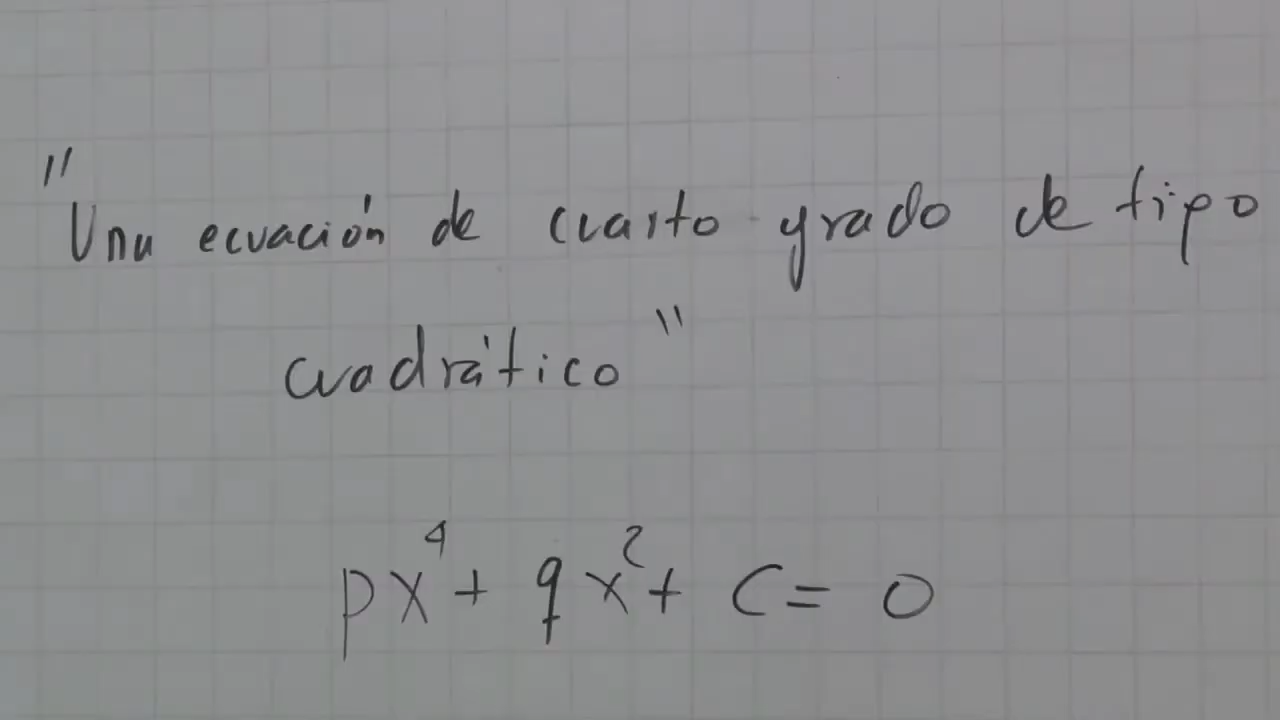 "Una ecuación de cuarto grado de tipo
cuadrático"
px⁴ + qx² + c = 0